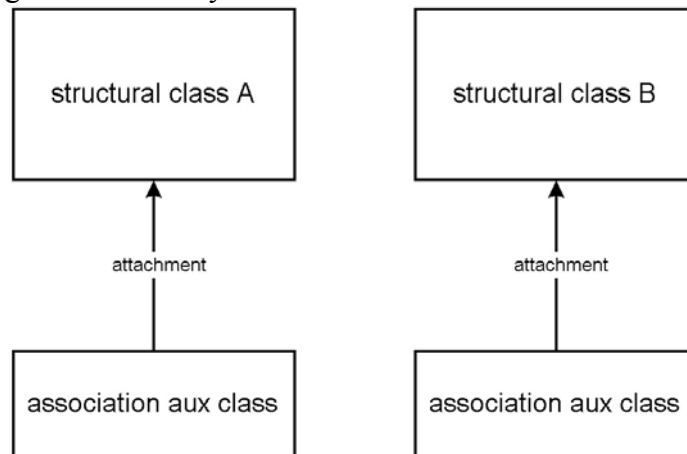 structural class A
structural class B
attachment
attachment
association aux class
association aux class